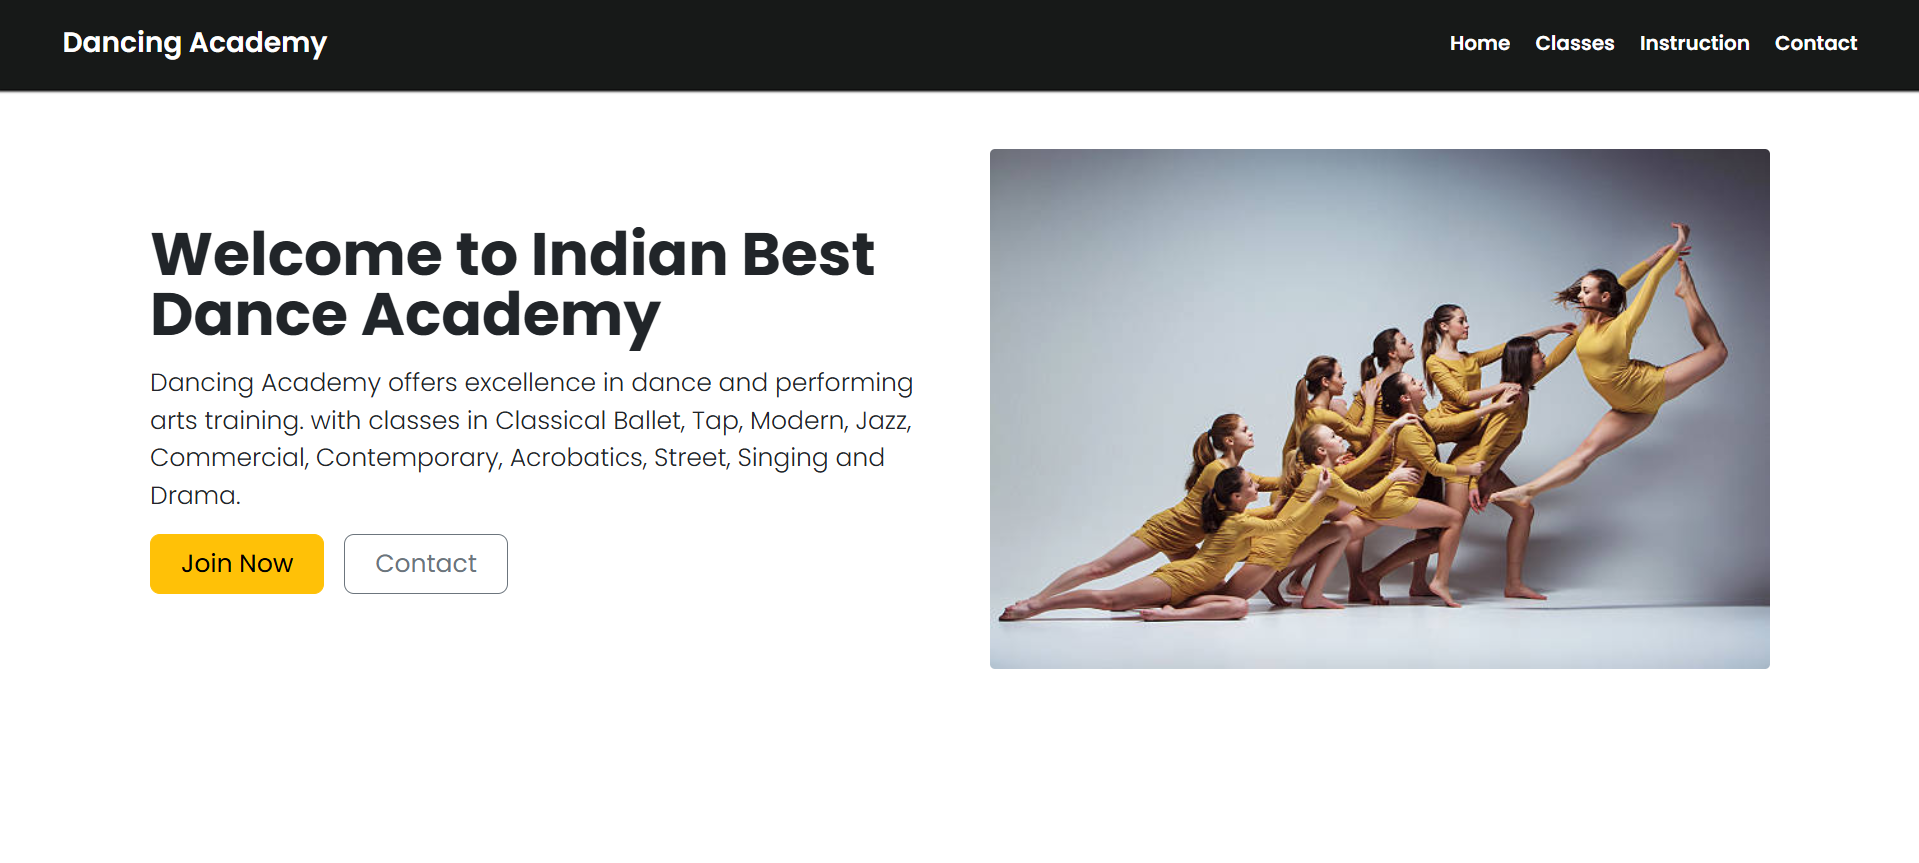 Dancing Academy
Home Classes Instruction Contact
Welcome to Indian Best
Dance Academy
Dancing Academy offers excellence in dance and performing
arts training. with classes in Classical Ballet, Tap, Modern, Jazz,
Commercial, Contemporary, Acrobatics, Street, Singing and
Drama.
Join Now Contact